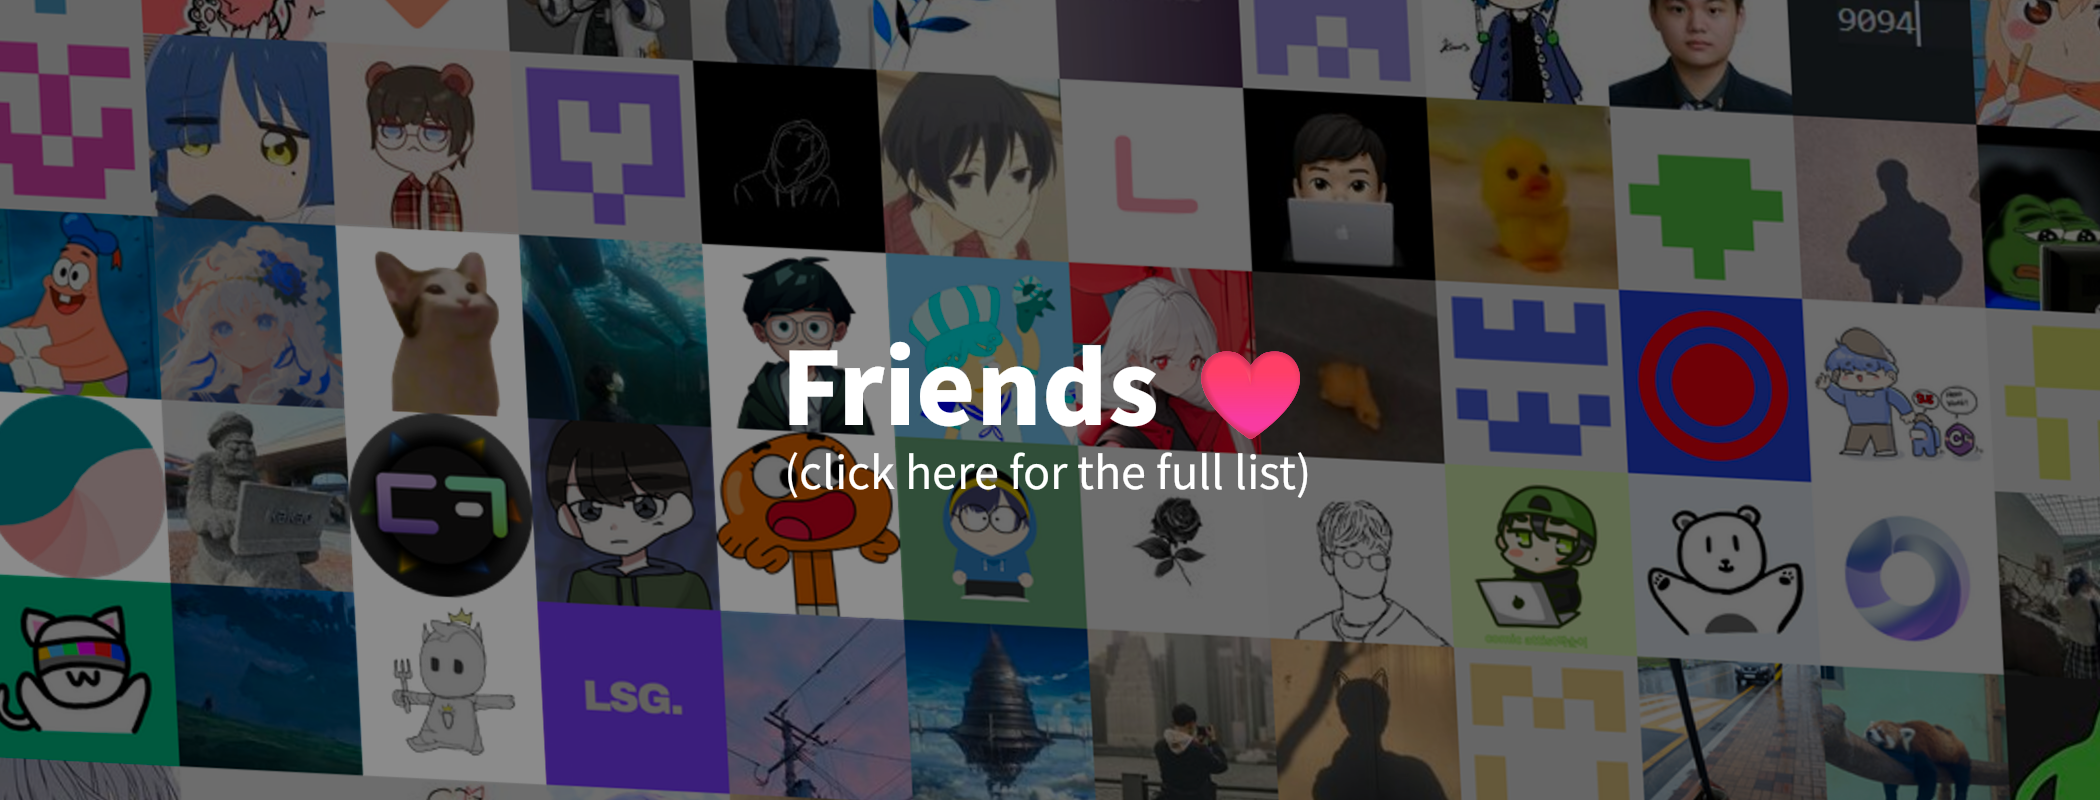 9094
Friends ❤️
(click here for the full list)
LSG.